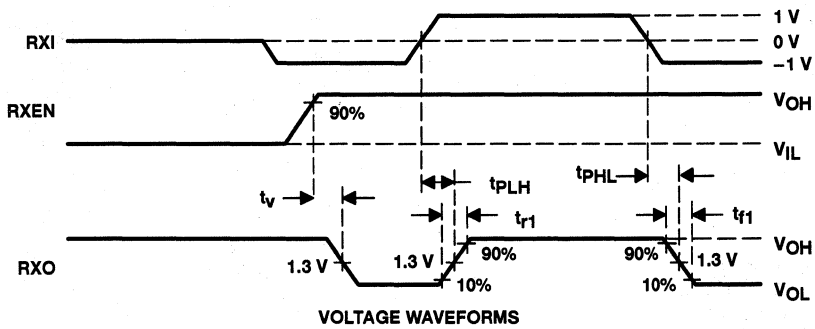 1 V
RXI
0 V
–1 V
RXEN
90%
VOH
VIL
tv
tPLH
tPHL
tr1
tf1
RXO
1.3 V
1.3 V
90%
10%
90%
10%
1.3 V
VOH
VOL
VOLTAGE WAVEFORMS